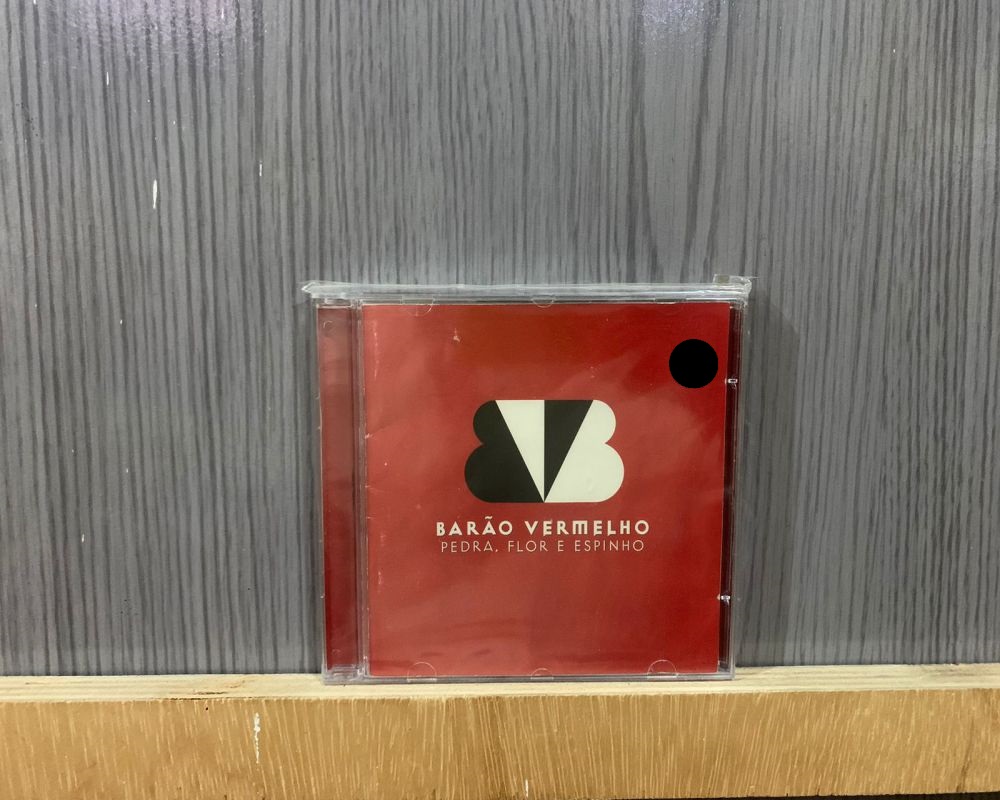 BARÃO VERMELHO
PEDRA, FLOR E ESPINHO